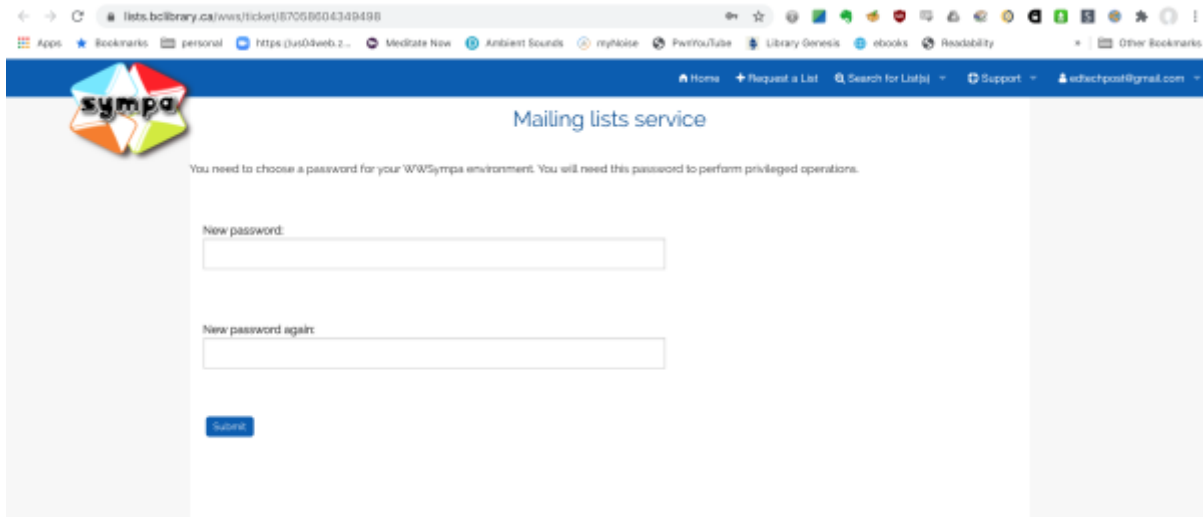 lists.bclibrary.ca/wws/ticket/87058604349498
Apps Bookmarks personal https://us04web.z... Meditate Now Ambient Sounds myNoise PwnYouTube Library Genesis ebooks Readability » Other Bookmarks
sympa
Home Request a List Search for List(s) Support edtechpost@gmail.com
Mailing lists service
You need to choose a password for your WWSympa environment. You will need this password to perform privileged operations.
New password:
New password again:
Submit